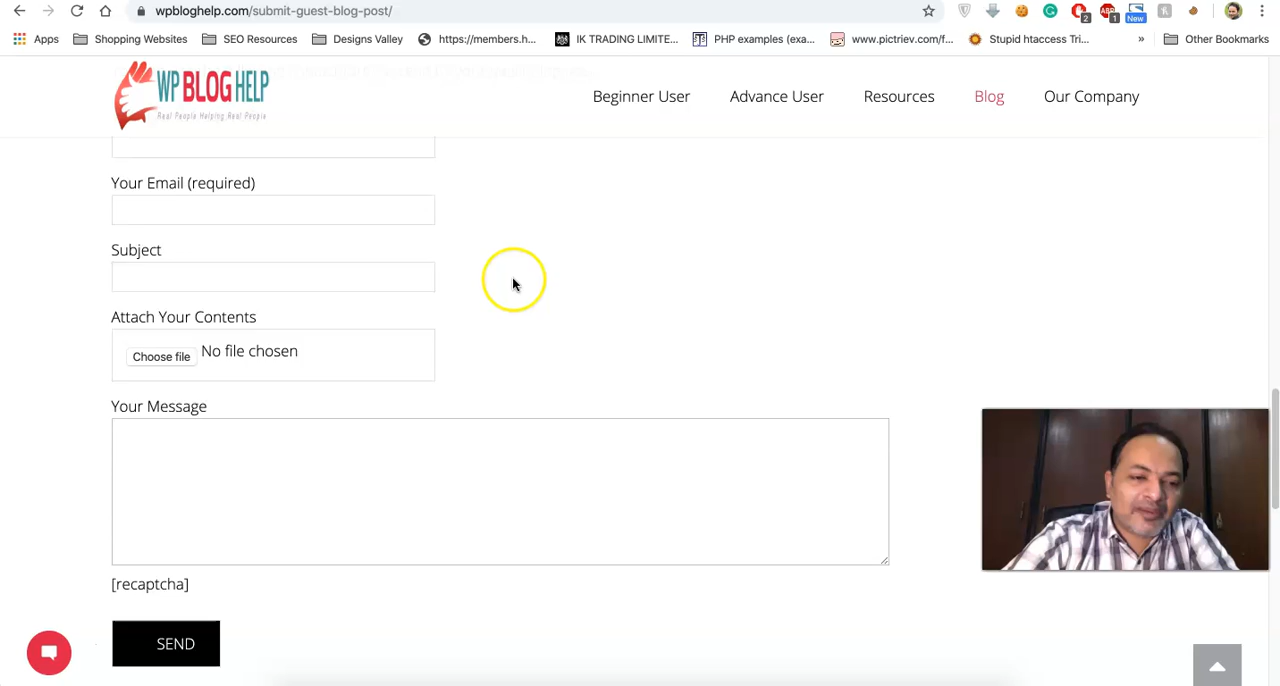 wpbloghelp.com/submit-guest-blog-post/
2 1 New
Apps Shopping Websites SEO Resources Designs Valley https://members.h... IK TRADING LIMITE... PHP examples (exa... www.pictriev.com/f... Stupid htaccess Tri... » Other Bookmarks
WP BLOG HELP
Real People Helping Real People
Beginner User Advance User Resources Blog Our Company
Your Email (required)
Subject
Attach Your Contents
Choose file No file chosen
Your Message
[recaptcha]
SEND